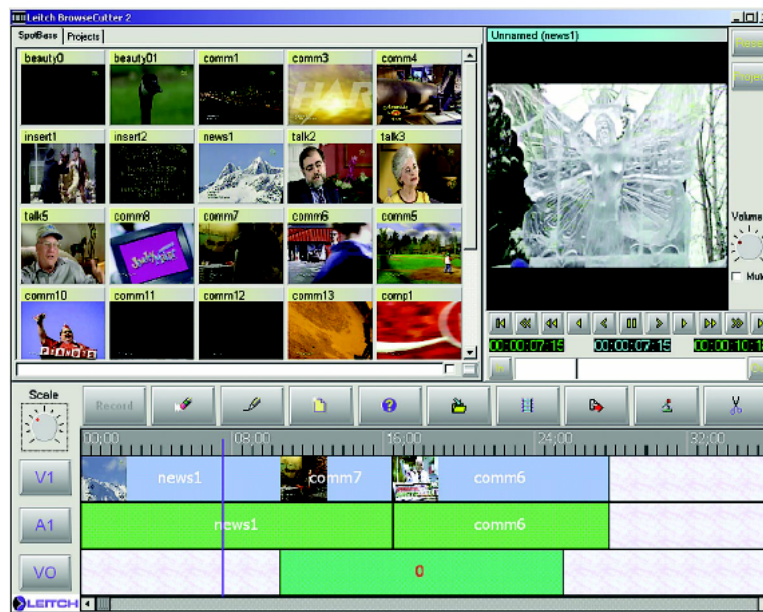 Leitch BrowseCutter 2
SpotBase Projects
Unnamed (news1)
beauty0 beauty01 comm1 comm3 comm4
HAR
insert1 insert2 news1 talk2 talk3
talk5 comm8 comm7 comm6 comm5
comm10 comm11 comm12 comm13 comp1
Volume
Mute
00:00:07:15 00:00:07:15
Scale
Record
00;00 08;00 16;00 24;00 32;00
V1 news1 comm7 comm6
A1 news1 comm6
VO 0
LEITCH